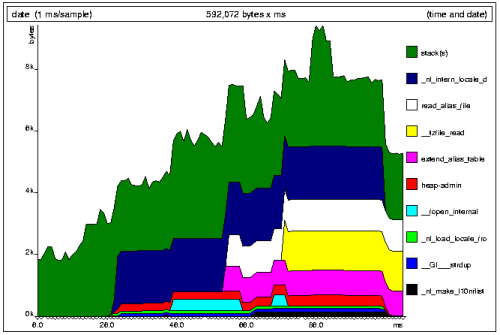 date (1 ms/sample) 592,072 bytes x ms (time and date)
bytes
8k
6k
4k
2k
0k
0.0 20.0 40.0 60.0 80.0 ms
stack(s)
_nl_intern_locale_d
read_alias_file
__tzfile_read
extend_alias_table
heap-admin
__fopen_internal
_nl_load_locale_fro
__GI___strdup
_nl_make_l10nflist